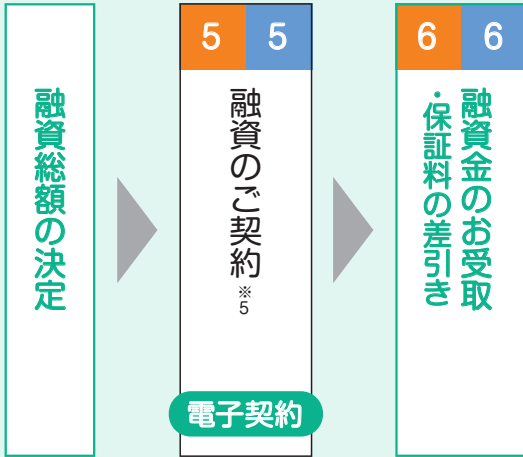 融資総額の決定
5 5
融資のご契約※5
電子契約
6 6
融資金のお受取
・保証料の差引き